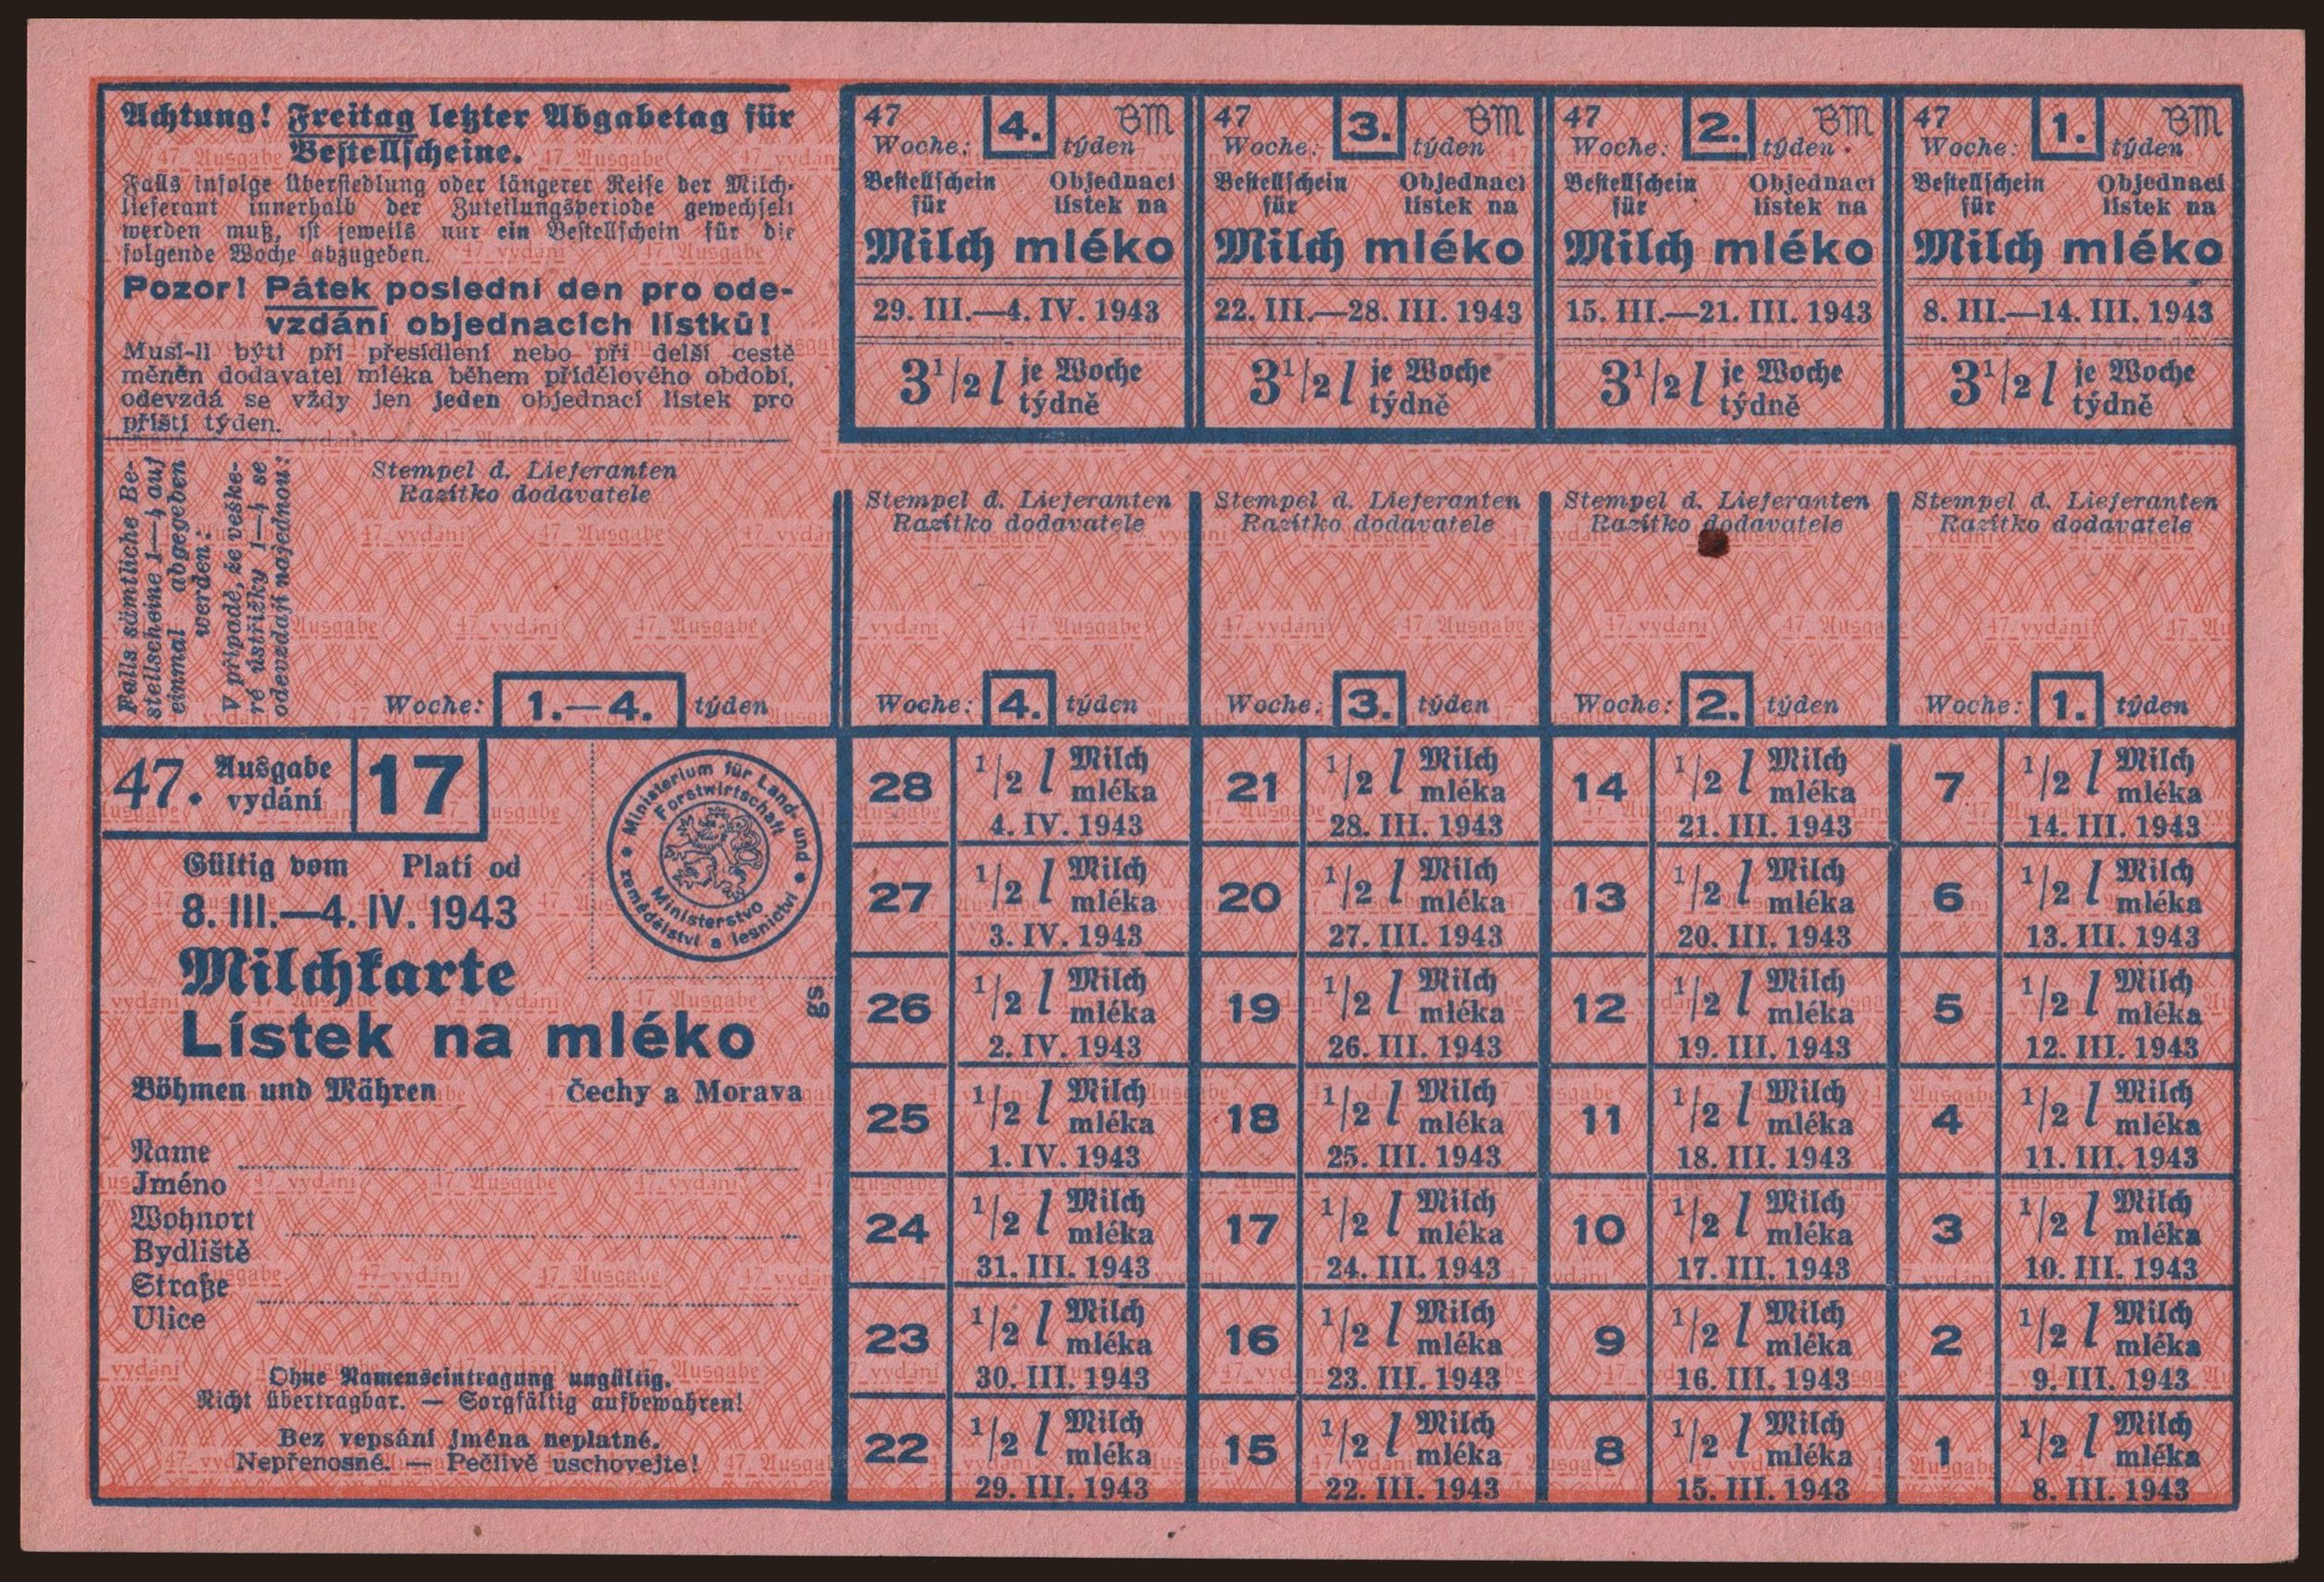 Achtung! Freitag letzter Abgabetag für
Bestellscheine.
Falls infolge Übersiedlung oder längerer Reise der Milch-
lieferant innerhalb der Zuteilungsperiode gewechselt
werden muß, ist jeweils nur ein Bestellschein für die
folgende Woche abzugeben.
Pozor! Pátek poslední den pro ode-
vzdání objednacích lístků!
Musí-li býti při přesídlení nebo při delší cestě
měněn dodavatel mléka během přídělového období,
odevzdá se vždy jen jeden objednací lístek pro
příští týden.
Falls sämtliche Be-
stellscheine 1—4 auf
einmal abgegeben
werden:
V případě, že veške-
ré ústřižky 1—4 se
odevzdají najednou:
Stempel d. Lieferanten
Razítko dodavatele
Woche: 1.—4. týden
47 4. BM
Woche: týden
Bestellschein Objednací
für lístek na
Milch mléko
29. III.—4. IV. 1943
3 1/2 l je Woche
týdně
47 3. BM
Woche: týden
Bestellschein Objednací
für lístek na
Milch mléko
22. III.—28. III. 1943
3 1/2 l je Woche
týdně
47 2. BM
Woche: týden
Bestellschein Objednací
für lístek na
Milch mléko
15. III.—21. III. 1943
3 1/2 l je Woche
týdně
47 1. BM
Woche: týden
Bestellschein Objednací
für lístek na
Milch mléko
8. III.—14. III. 1943
3 1/2 l je Woche
týdně
Stempel d. Lieferanten
Razítko dodavatele
Woche: 4. týden
Stempel d. Lieferanten
Razítko dodavatele
Woche: 3. týden
Stempel d. Lieferanten
Razítko dodavatele
Woche: 2. týden
Stempel d. Lieferanten
Razítko dodavatele
Woche: 1. týden
47. Ausgabe 17
vydání
Ministerium für Land- und
Forstwirtschaft
Ministerstvo
zemědělství a lesnictví
Gültig vom Platí od
8. III.—4. IV. 1943
Milchkarte
Lístek na mléko
gs
Böhmen und Mähren Čechy a Morava
Name
Jméno
Wohnort
Bydliště
Straße
Ulice
Ohne Namenseintragung ungültig.
Nicht übertragbar. — Sorgfältig aufbewahren!
Bez vepsání jména neplatné.
Nepřenosné. — Pečlivě uschovejte!
28 1/2 l Milch
mléka
4. IV. 1943
21 1/2 l Milch
mléka
28. III. 1943
14 1/2 l Milch
mléka
21. III. 1943
7 1/2 l Milch
mléka
14. III. 1943
27 1/2 l Milch
mléka
3. IV. 1943
20 1/2 l Milch
mléka
27. III. 1943
13 1/2 l Milch
mléka
20. III. 1943
6 1/2 l Milch
mléka
13. III. 1943
26 1/2 l Milch
mléka
2. IV. 1943
19 1/2 l Milch
mléka
26. III. 1943
12 1/2 l Milch
mléka
19. III. 1943
5 1/2 l Milch
mléka
12. III. 1943
25 1/2 l Milch
mléka
1. IV. 1943
18 1/2 l Milch
mléka
25. III. 1943
11 1/2 l Milch
mléka
18. III. 1943
4 1/2 l Milch
mléka
11. III. 1943
24 1/2 l Milch
mléka
31. III. 1943
17 1/2 l Milch
mléka
24. III. 1943
10 1/2 l Milch
mléka
17. III. 1943
3 1/2 l Milch
mléka
10. III. 1943
23 1/2 l Milch
mléka
30. III. 1943
16 1/2 l Milch
mléka
23. III. 1943
9 1/2 l Milch
mléka
16. III. 1943
2 1/2 l Milch
mléka
9. III. 1943
22 1/2 l Milch
mléka
29. III. 1943
15 1/2 l Milch
mléka
22. III. 1943
8 1/2 l Milch
mléka
15. III. 1943
1 1/2 l Milch
mléka
8. III. 1943